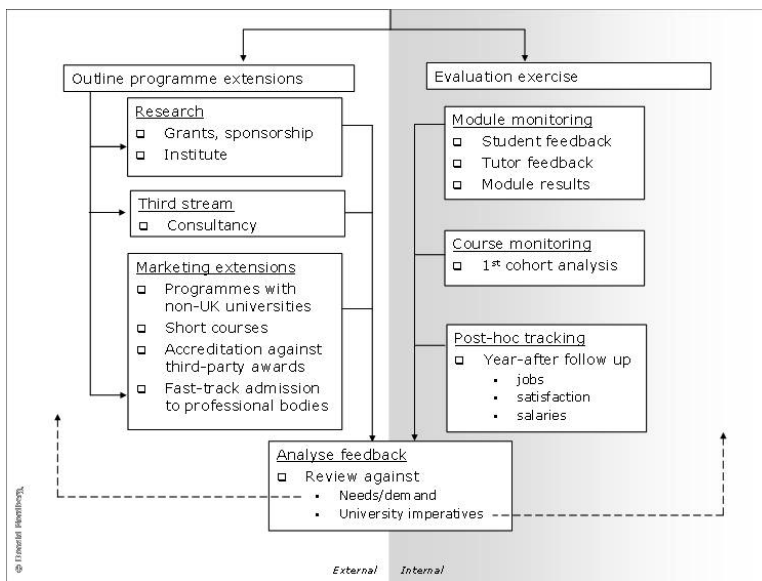 Outline programme extensions
Research
Grants, sponsorship
Institute
Third stream
Consultancy
Marketing extensions
Programmes with
non-UK universities
Short courses
Accreditation against
third-party awards
Fast-track admission
to professional bodies
Evaluation exercise
Module monitoring
Student feedback
Tutor feedback
Module results
Course monitoring
1st cohort analysis
Post-hoc tracking
Year-after follow up
jobs
satisfaction
salaries
Analyse feedback
Review against
Needs/demand
University imperatives
External Internal
©